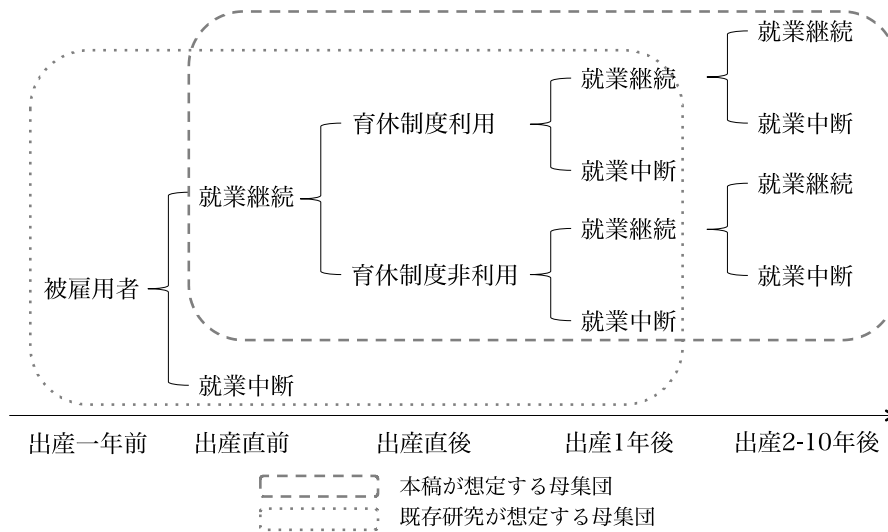 就業継続
就業継続
育休制度利用
就業中断
就業中断
就業継続
就業継続
就業継続
育休制度非利用
就業中断
被雇用者
就業中断
就業中断
出産一年前
出産直前
出産直後
出産1年後
出産2-10年後
本稿が想定する母集団
既存研究が想定する母集団